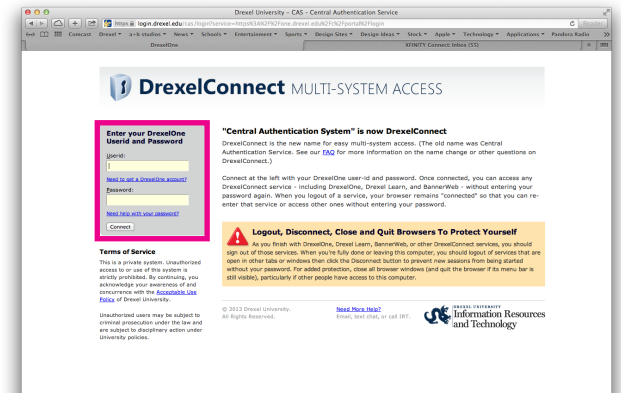 Drexel University – CAS – Central Authentication Service
https login.drexel.edu/cas/login?service=https%3A%2F%2Fone.drexel.edu%2Fc%2Fportal%2Flogin
Reader
Comcast Drexel a+b studios News Schools Entertainment Sports Design Sites Design Ideas Stock Apple Technology Applications Pandora Radio
DrexelOne
XFINITY Connect: Inbox (55)
DrexelConnect MULTI-SYSTEM ACCESS
Enter your DrexelOne
Userid and Password
Userid:
Need to get a DrexelOne account?
Password:
Need help with your password?
Connect
Terms of Service
This is a private system. Unauthorized
access to or use of this system is
strictly prohibited. By continuing, you
acknowledge your awareness of and
concurrence with the Acceptable Use
Policy of Drexel University.
Unauthorized users may be subject to
criminal prosecution under the law and
are subject to disciplinary action under
University policies.
"Central Authentication System" is now DrexelConnect
DrexelConnect is the new name for easy multi-system access. (The old name was Central
Authentication Service. See our FAQ for more information on the name change or other questions on
DrexelConnect.)
Connect at the left with your DrexelOne user-id and password. Once connected, you can access any
DrexelConnect service - including DrexelOne, Drexel Learn, and BannerWeb - without entering your
password again. When you logout of a service, your browser remains "connected" so that you can re-
enter that service or access other ones without entering your password.
Logout, Disconnect, Close and Quit Browsers To Protect Yourself
As you finish with DrexelOne, Drexel Learn, BannerWeb, or other DrexelConnect services, you should
sign out of those services. When you're fully done or leaving this computer, you should logout of services that are
open in other tabs or windows then click the Disconnect button to prevent new sessions from being started
without your password. For added protection, close all browser windows (and quit the browser if its menu bar is
still visible), particularly if other people have access to this computer.
© 2013 Drexel University.
All Rights Reserved.
Need More Help?
Email, text chat, or call IRT.
DREXEL UNIVERSITY
Information Resources
and Technology